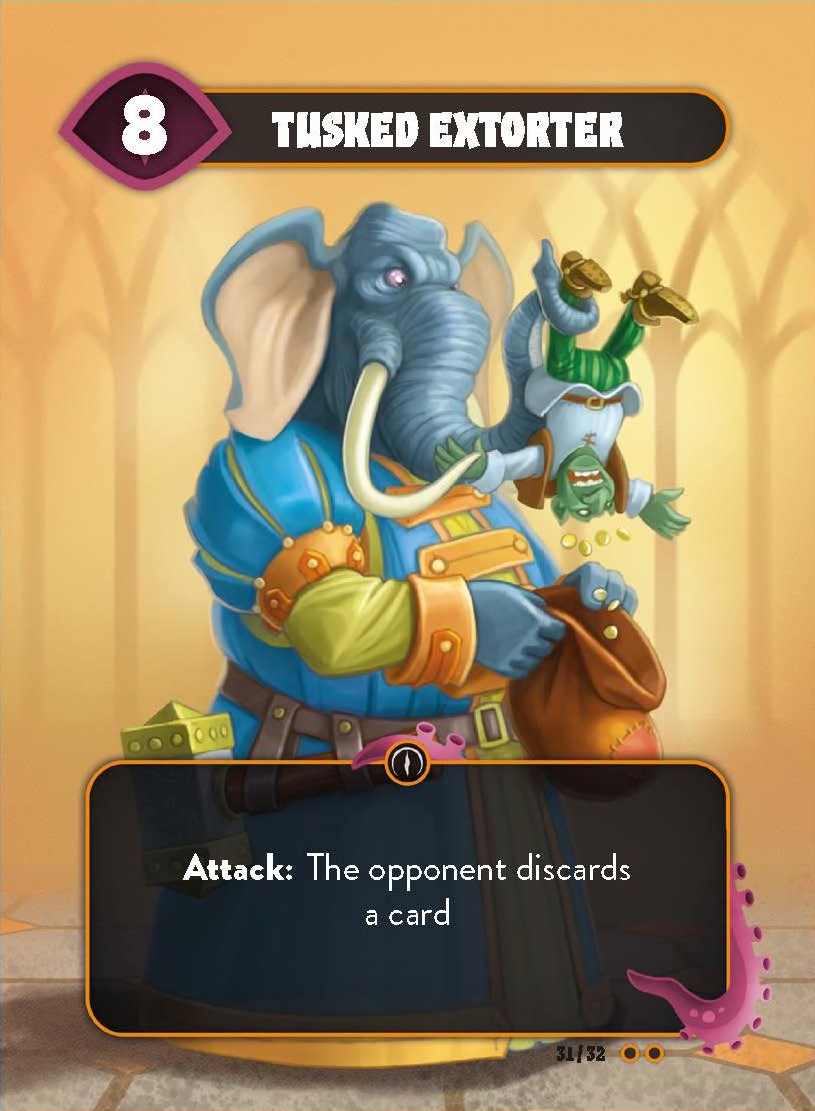 8
TUSKED EXTORTER
Attack: The opponent discards
a card
31/32